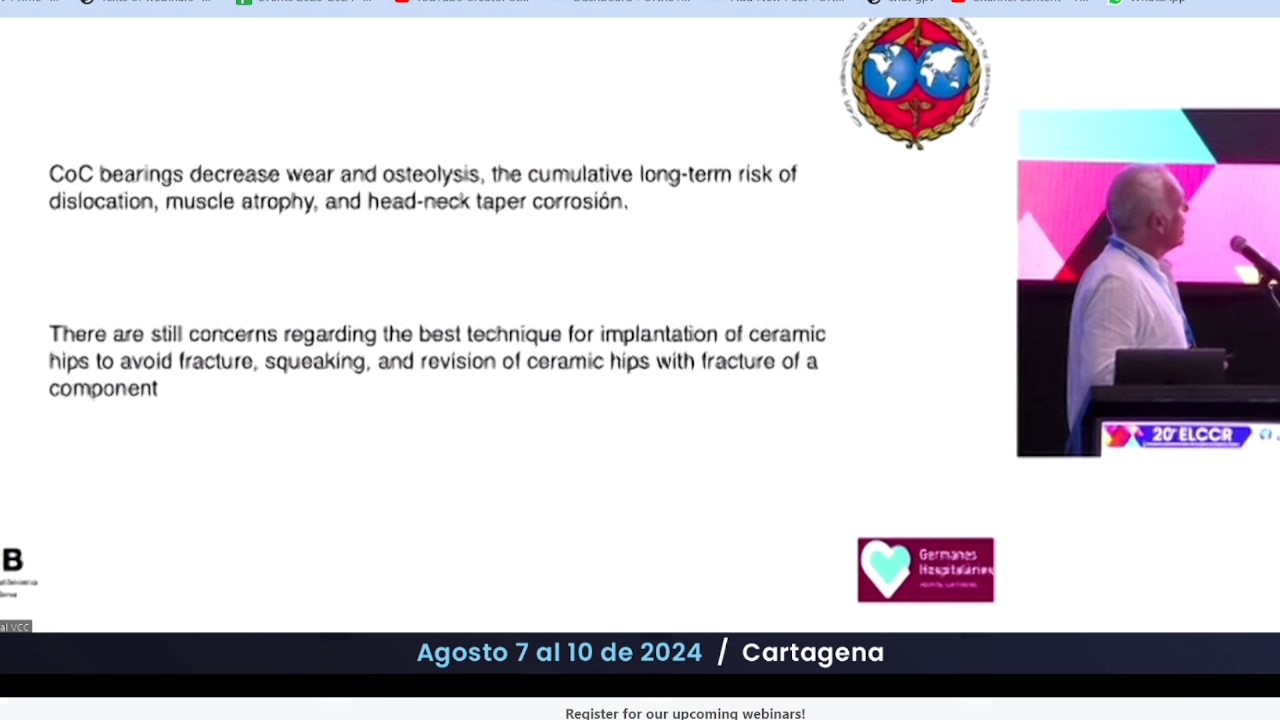 CoC bearings decrease wear and osteolysis, the cumulative long-term risk of
dislocation, muscle atrophy, and head-neck taper corrosión.
There are still concerns regarding the best technique for implantation of ceramic
hips to avoid fracture, squeaking, and revision of ceramic hips with fracture of a
component
20º ELCCR
B
Germanes
Hospitalàries
al VCC
Agosto 7 al 10 de 2024 / Cartagena
Register for our upcoming webinars!